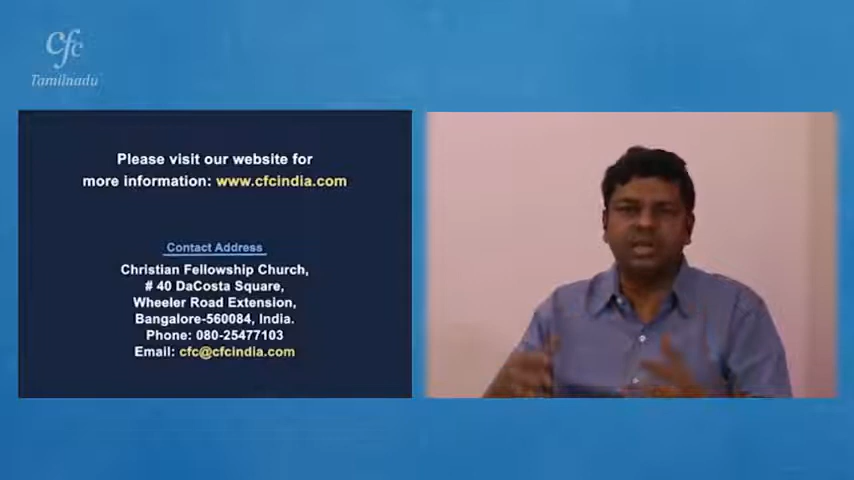 Cfc
Tamilnadu
Please visit our website for
more information: www.cfcindia.com
Contact Address
Christian Fellowship Church,
# 40 DaCosta Square,
Wheeler Road Extension,
Bangalore-560084, India.
Phone: 080-25477103
Email: cfc@cfcindia.com